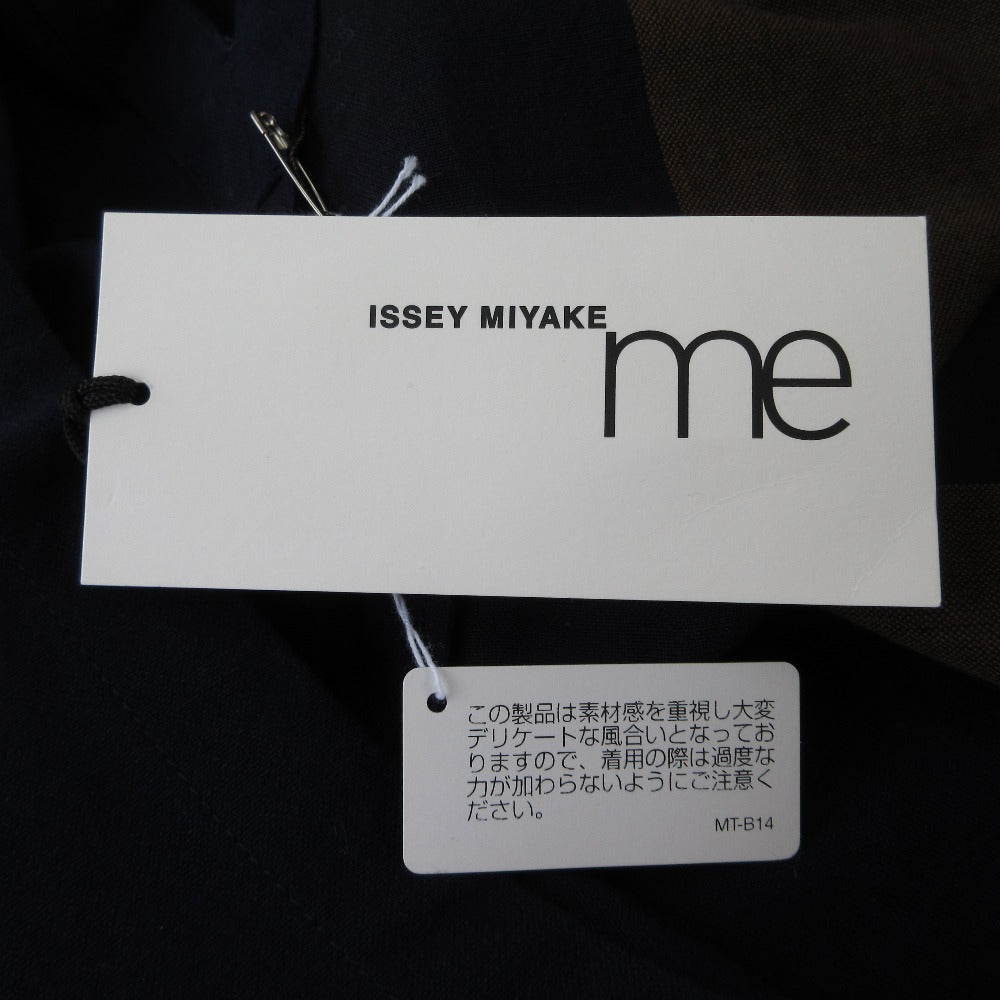 ISSEY MIYAKE
me
この製品は素材感を重視し大変
デリケートな風合いとなってお
りますので、着用の際は過度な
力が加わらないようにご注意く
ださい。
MT-B14